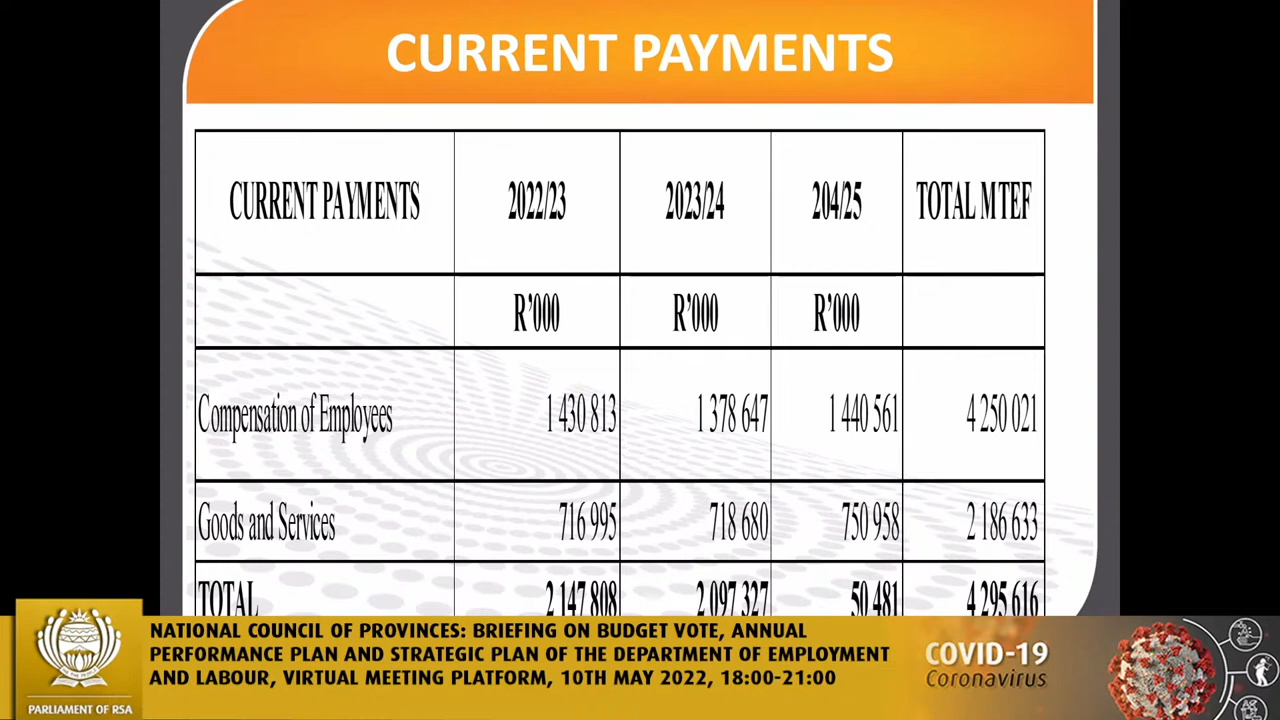 CURRENT PAYMENTS
CURRENT PAYMENTS 2022/23 2023/24 204/25 TOTAL MTEF
R'000 R'000 R'000
Compensation of Employees 1 430 813 1 378 647 1 440 561 4 250 021
Goods and Services 716 995 718 680 750 958 2 186 633
TOTAL 2 147 808 2 097 327 50 481 4 295 616
NATIONAL COUNCIL OF PROVINCES: BRIEFING ON BUDGET VOTE, ANNUAL
PERFORMANCE PLAN AND STRATEGIC PLAN OF THE DEPARTMENT OF EMPLOYMENT
AND LABOUR, VIRTUAL MEETING PLATFORM, 10TH MAY 2022, 18:00-21:00
PARLIAMENT OF RSA
COVID-19
Coronavirus